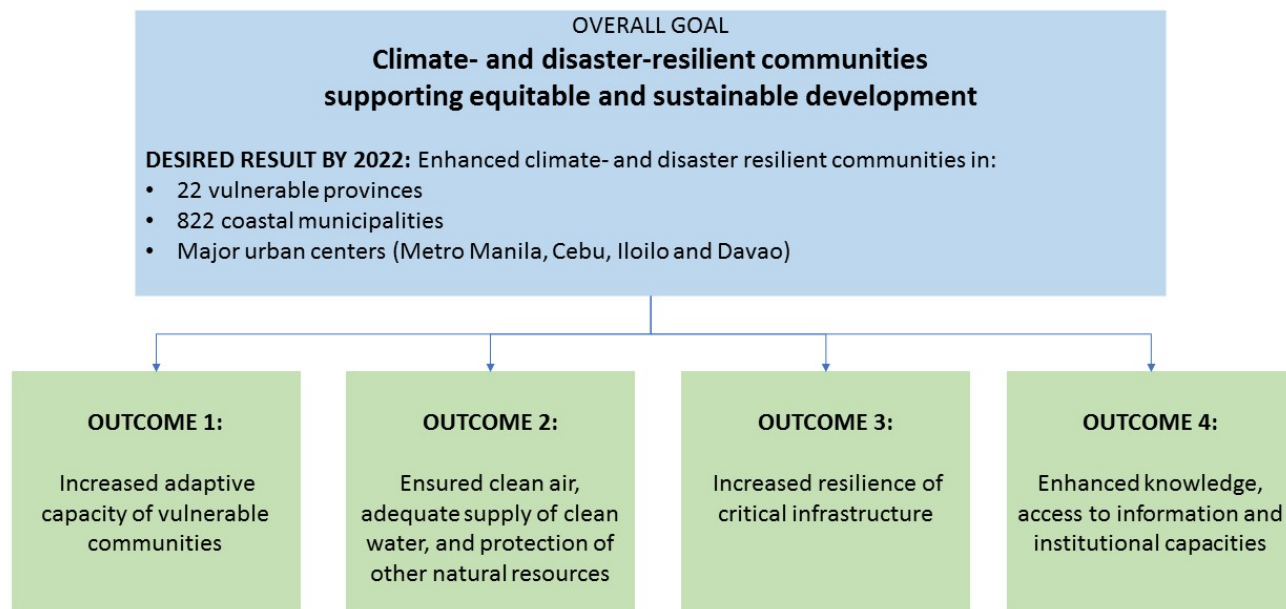 OVERALL GOAL
Climate- and disaster-resilient communities
supporting equitable and sustainable development
DESIRED RESULT BY 2022: Enhanced climate- and disaster resilient communities in:
• 22 vulnerable provinces
• 822 coastal municipalities
• Major urban centers (Metro Manila, Cebu, Iloilo and Davao)
OUTCOME 1:
Increased adaptive
capacity of vulnerable
communities
OUTCOME 2:
Ensured clean air,
adequate supply of clean
water, and protection of
other natural resources
OUTCOME 3:
Increased resilience of
critical infrastructure
OUTCOME 4:
Enhanced knowledge,
access to information and
institutional capacities